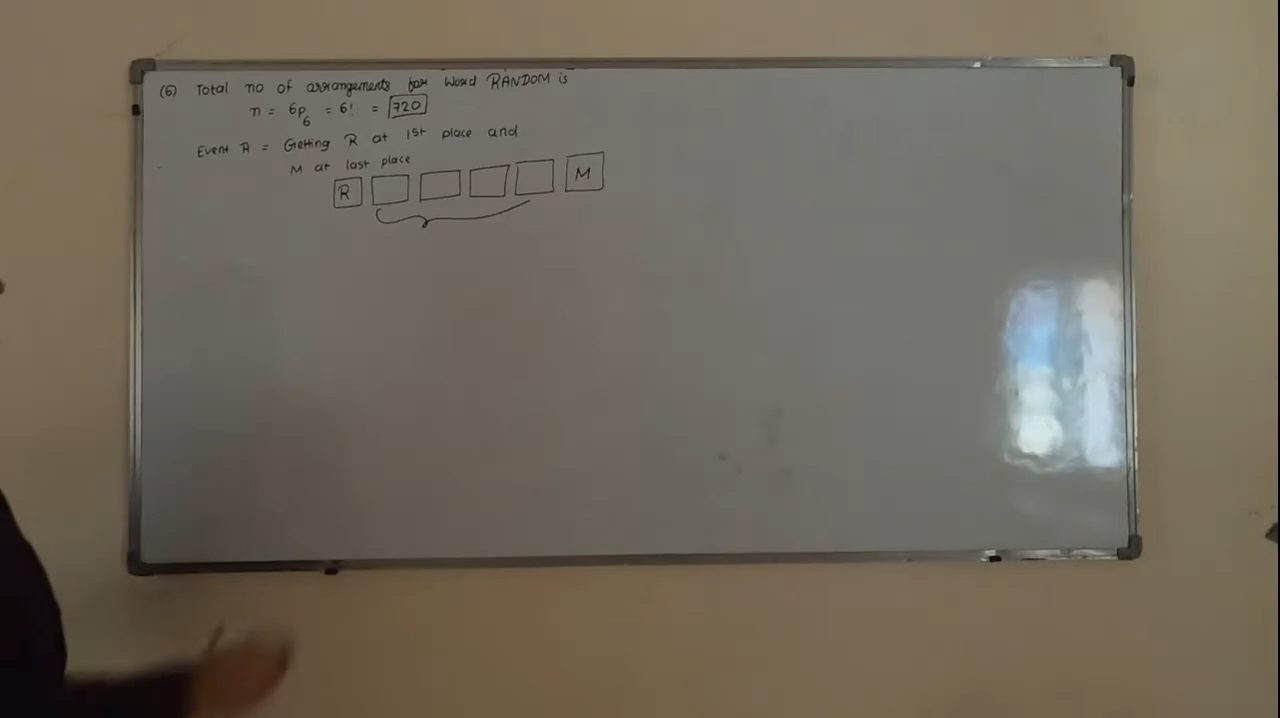 (6) Total no of arrangements for Word RANDOM is
n = 6p6 = 6! = 720
Event A = Getting R at 1st place and
M at last place
R M